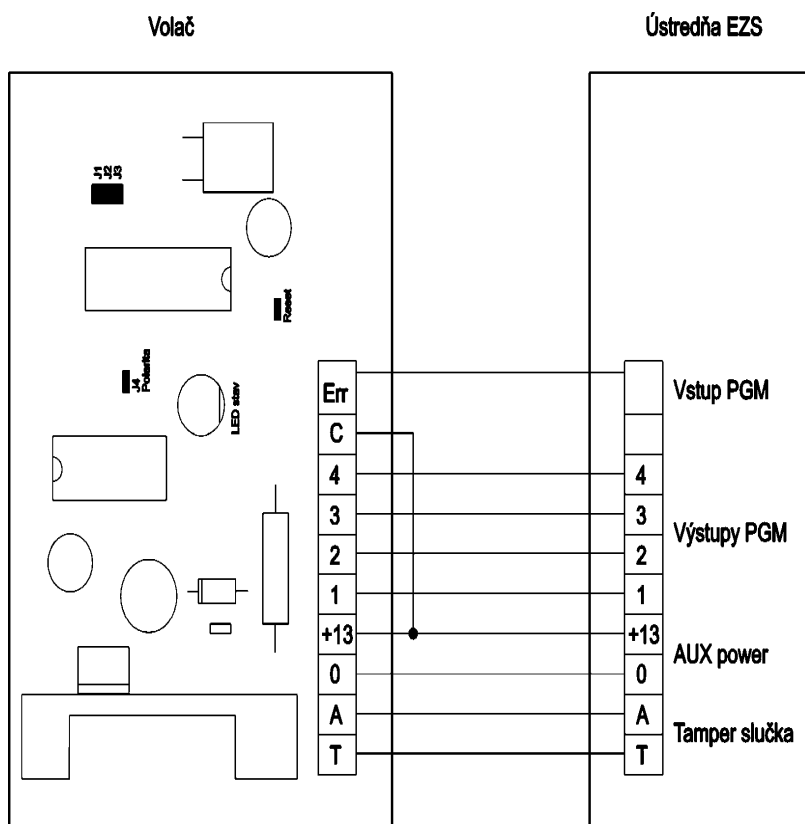 Volač
Ústredňa EZS
J1
J2
J3
Reset
J4
Polarita
LED stav
Err
C
4
3
2
1
+13
0
A
T
4
3
2
1
+13
0
A
T
Vstup PGM
Výstupy PGM
AUX power
Tamper slučka